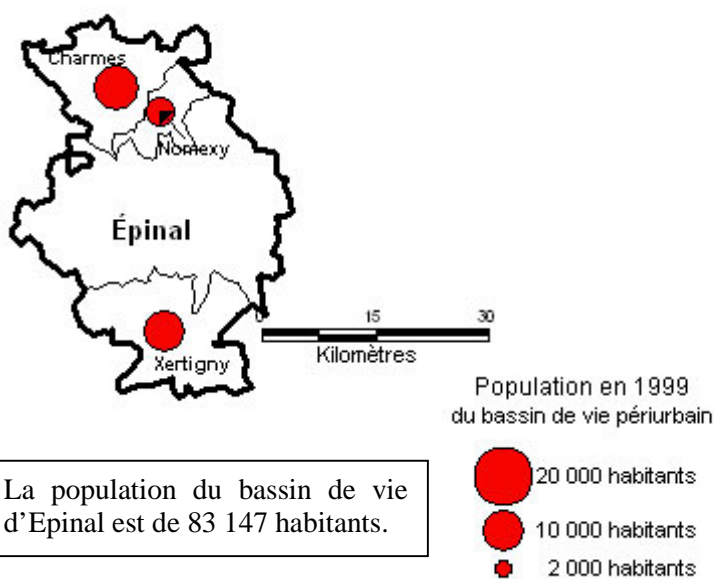 Charmes
Nomexy
Épinal
0 15 30
Kilomètres
Xertigny
Population en 1999
du bassin de vie périurbain
20 000 habitants
10 000 habitants
2 000 habitants
La population du bassin de vie
d'Epinal est de 83 147 habitants.